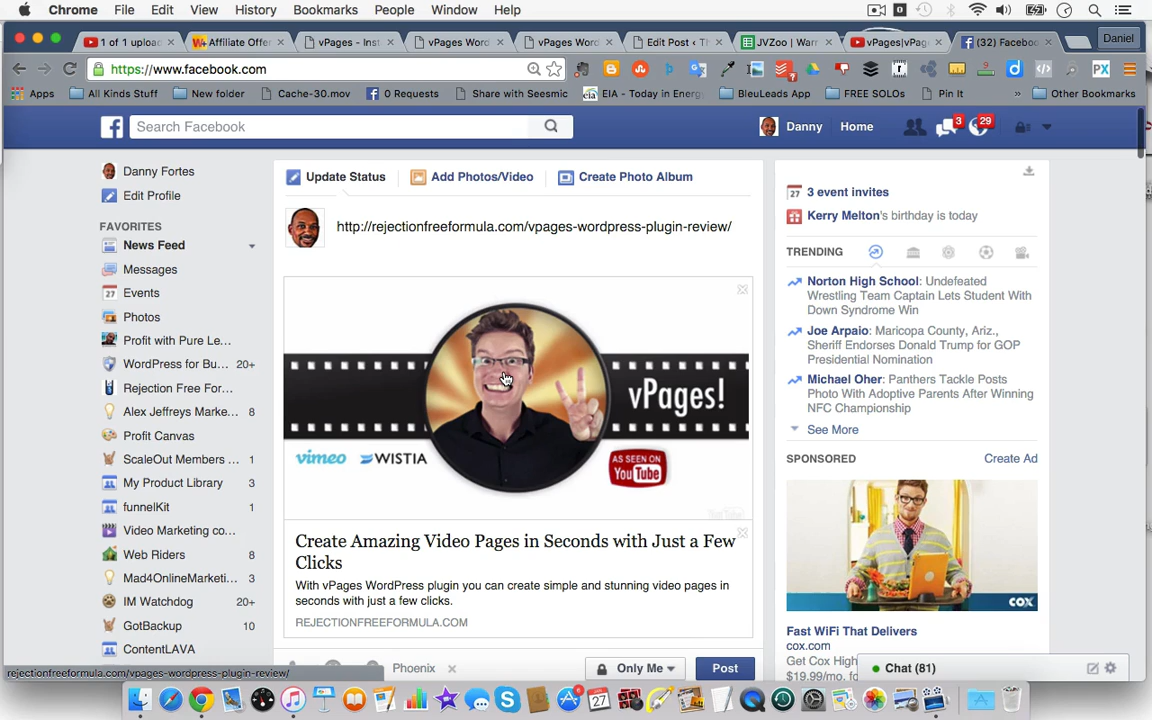 Chrome File Edit View History Bookmarks People Window Help
1 of 1 uploa
Affiliate Offer
vPages - Inst
vPages Word
vPages Word
Edit Post ‹ Th
JVZoo | Warr
vPages|vPage
(32) Faceboo
Daniel
https://www.facebook.com
Apps All Kinds Stuff New folder Cache-30.mov 0 Requests Share with Seesmic EIA - Today in Energ BleuLeads App FREE SOLOs Pin It » Other Bookmarks
Search Facebook
Danny Home 3 29
Danny Fortes
Edit Profile
FAVORITES
News Feed
Messages
Events
Photos
Profit with Pure Le...
WordPress for Bu... 20+
Rejection Free For...
Alex Jeffreys Marke... 8
Profit Canvas
ScaleOut Members ... 1
My Product Library 3
funnelKit 1
Video Marketing co...
Web Riders 8
Mad4OnlineMarketi... 3
IM Watchdog 20+
GotBackup 10
ContentLAVA
rejectionfreeformula.com/vpages-wordpress-plugin-review/
Update Status Add Photos/Video Create Photo Album
http://rejectionfreeformula.com/vpages-wordpress-plugin-review/
vPages!
vimeo WISTIA
AS SEEN ON
YouTube
Create Amazing Video Pages in Seconds with Just a Few
Clicks
With vPages WordPress plugin you can create simple and stunning video pages in
seconds with just a few clicks.
REJECTIONFREEFORMULA.COM
Phoenix Only Me Post
27 3 event invites
Kerry Melton's birthday is today
TRENDING
Norton High School: Undefeated
Wrestling Team Captain Lets Student With
Down Syndrome Win
Joe Arpaio: Maricopa County, Ariz.,
Sheriff Endorses Donald Trump for GOP
Presidential Nomination
Michael Oher: Panthers Tackle Posts
Photo With Adoptive Parents After Winning
NFC Championship
See More
SPONSORED Create Ad
COX
Fast WiFi That Delivers
cox.com
Get Cox High
$19.99/mo. f
Chat (81)